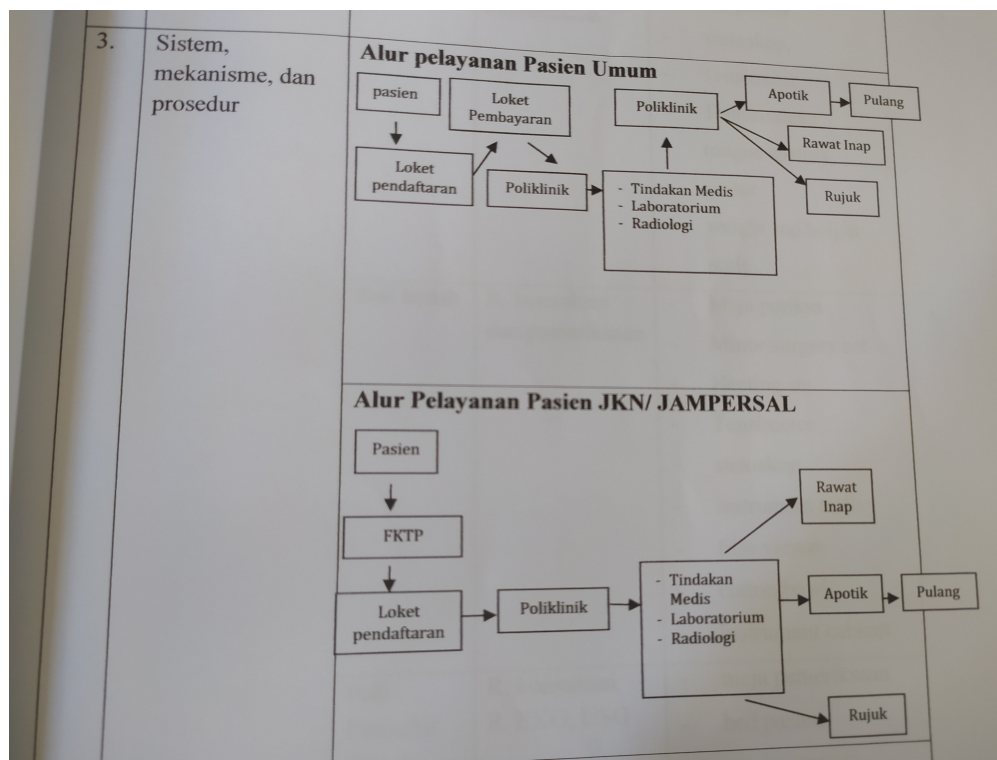 3.
Sistem,
mekanisme, dan
prosedur
Alur pelayanan Pasien Umum
pasien
Loket
pendaftaran
Loket
Pembayaran
Poliklinik
- Tindakan Medis
- Laboratorium
- Radiologi
Poliklinik
Apotik
Pulang
Rawat Inap
Rujuk
Alur Pelayanan Pasien JKN/ JAMPERSAL
Pasien
FKTP
Loket
pendaftaran
Poliklinik
- Tindakan
Medis
- Laboratorium
- Radiologi
Rawat
Inap
Apotik
Pulang
Rujuk